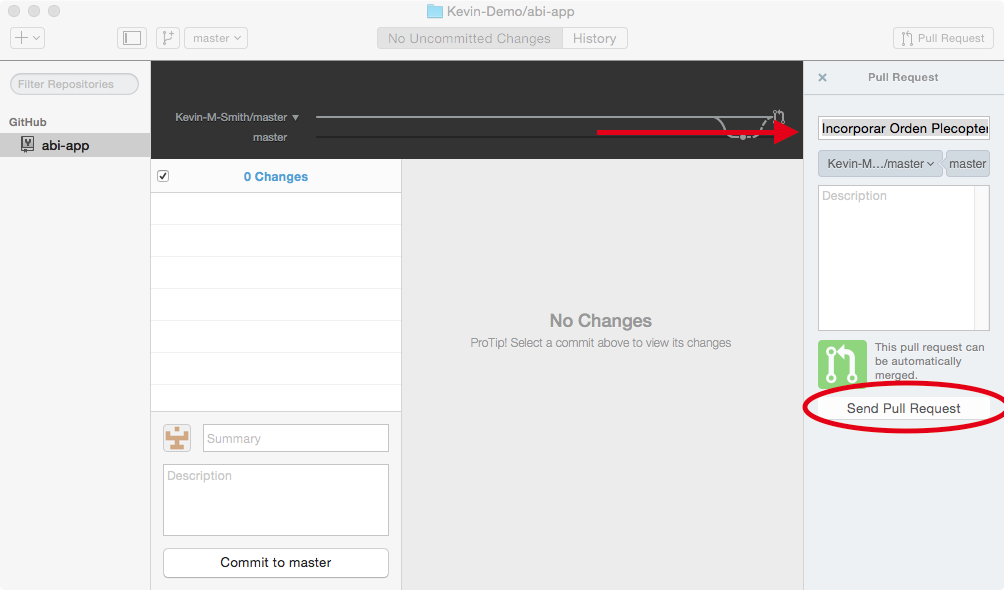 Kevin-Demo/abi-app
master
No Uncommitted Changes
History
Pull Request
Filter Repositories
GitHub
abi-app
Kevin-M-Smith/master
master
0 Changes
No Changes
ProTip! Select a commit above to view its changes
Summary
Description
Commit to master
Pull Request
Incorporar Orden Plecopter
Kevin-M.../master
master
Description
This pull request can
be automatically
merged.
Send Pull Request